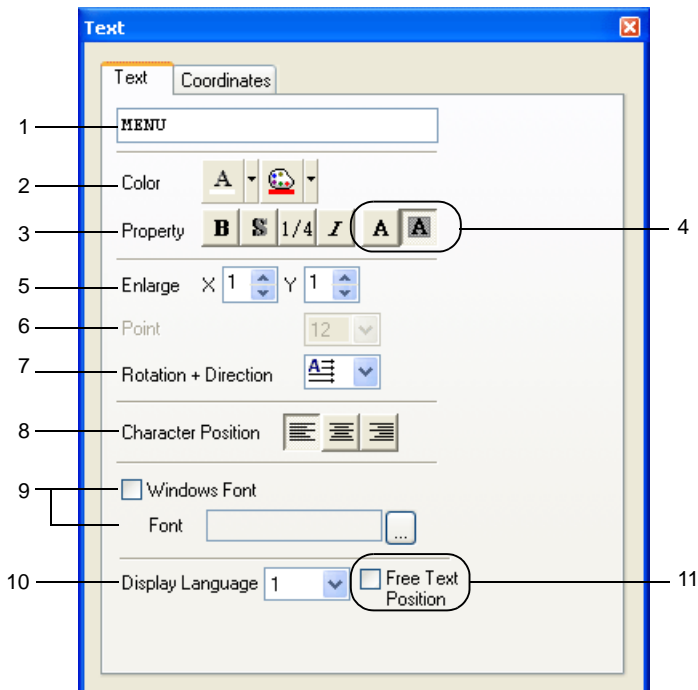 Text
Text Coordinates
1 MENU
2 Color A
3 Property B S 1/4 I A A 4
5 Enlarge X 1 Y 1
6 Point 12
7 Rotation + Direction A
8 Character Position
9 Windows Font
Font ...
10 Display Language 1 Free Text 11
Position